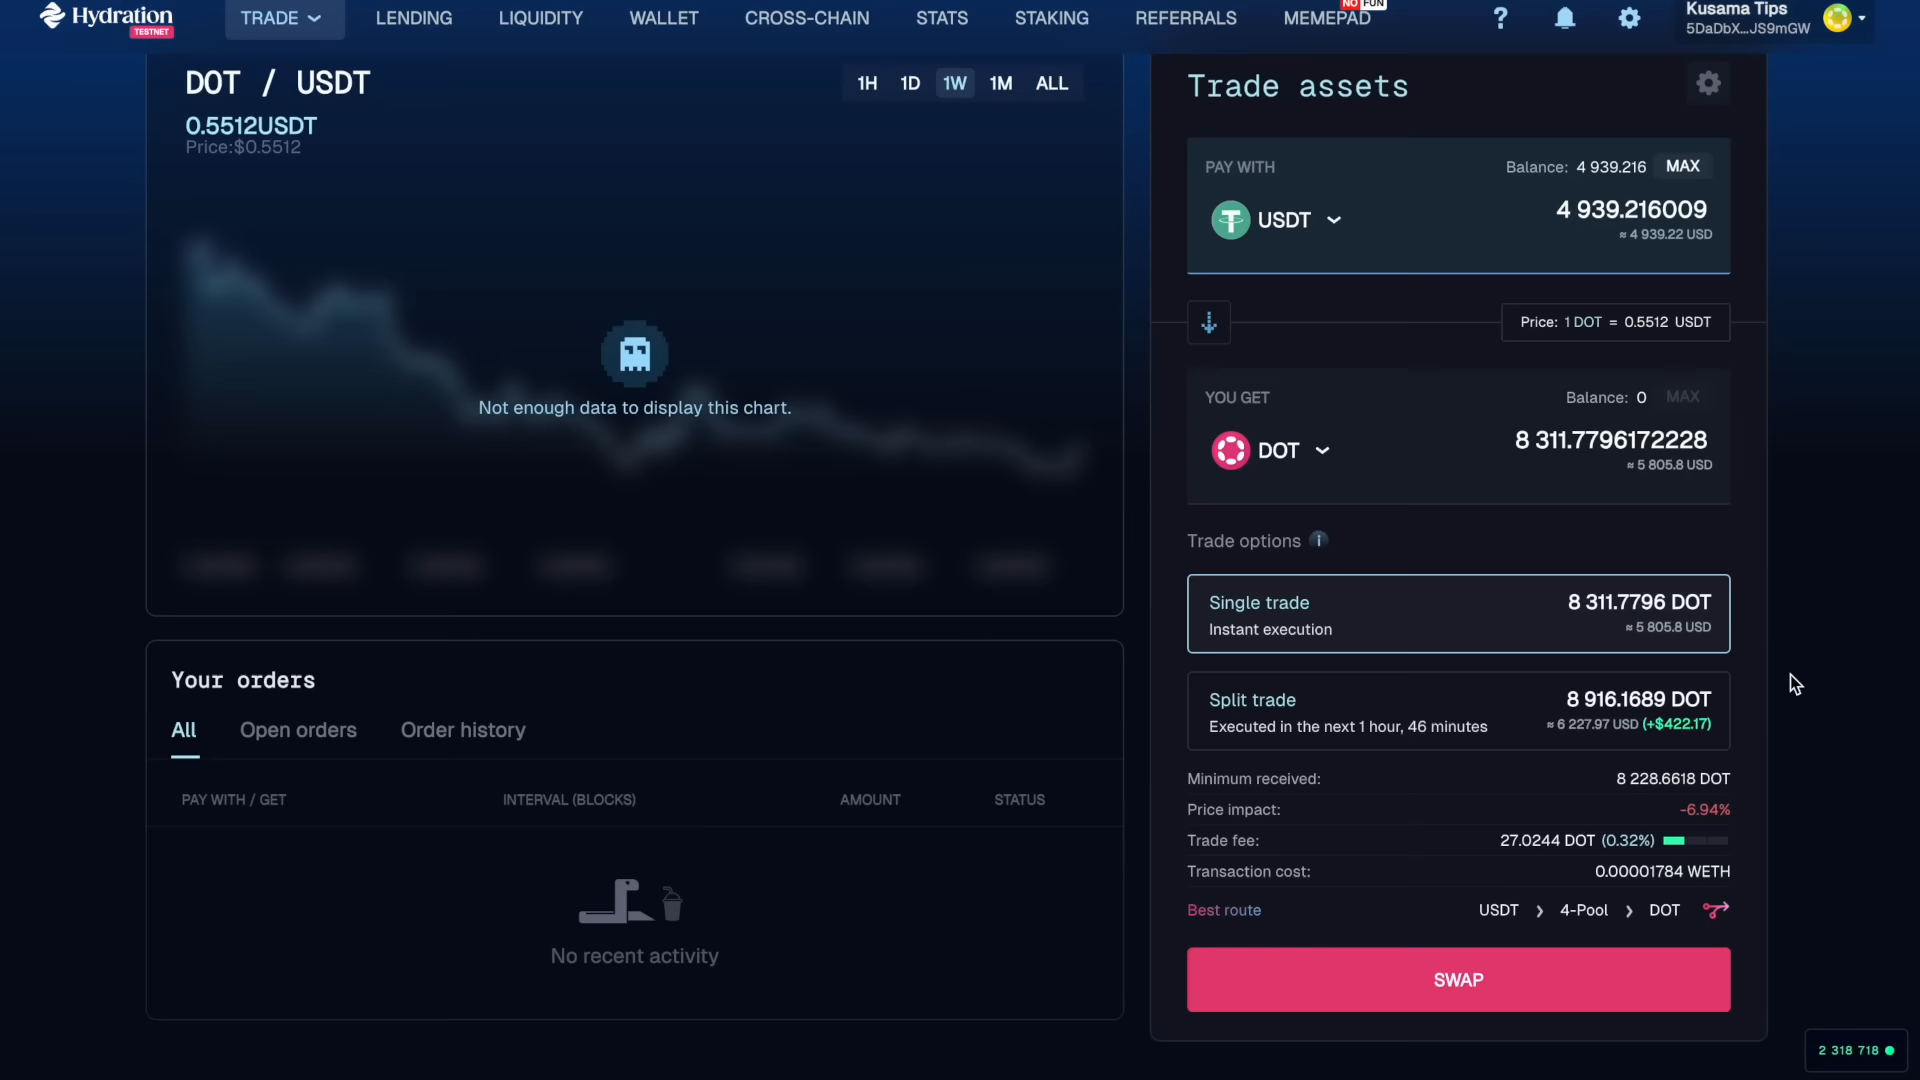 Hydration
TESTNET
TRADE
LENDING
LIQUIDITY
WALLET
CROSS-CHAIN
STATS
STAKING
REFERRALS
MEMEPAD
NO FUN
?
Kusama Tips
5DaDbX...JS9mGW
DOT / USDT
1H 1D 1W 1M ALL
0.5512USDT
Price:$0.5512
Not enough data to display this chart.
Your orders
All Open orders Order history
PAY WITH / GET INTERVAL (BLOCKS) AMOUNT STATUS
No recent activity
Trade assets
PAY WITH Balance: 4 939.216 MAX
USDT 4 939.216009
≈ 4 939.22 USD
Price: 1 DOT = 0.5512 USDT
YOU GET Balance: 0 MAX
DOT 8 311.7796172228
≈ 5 805.8 USD
Trade options i
Single trade 8 311.7796 DOT
Instant execution ≈ 5 805.8 USD
Split trade 8 916.1689 DOT
Executed in the next 1 hour, 46 minutes ≈ 6 227.97 USD (+$422.17)
Minimum received: 8 228.6618 DOT
Price impact: -6.94%
Trade fee: 27.0244 DOT (0.32%)
Transaction cost: 0.00001784 WETH
Best route USDT > 4-Pool > DOT
SWAP
2 318 718